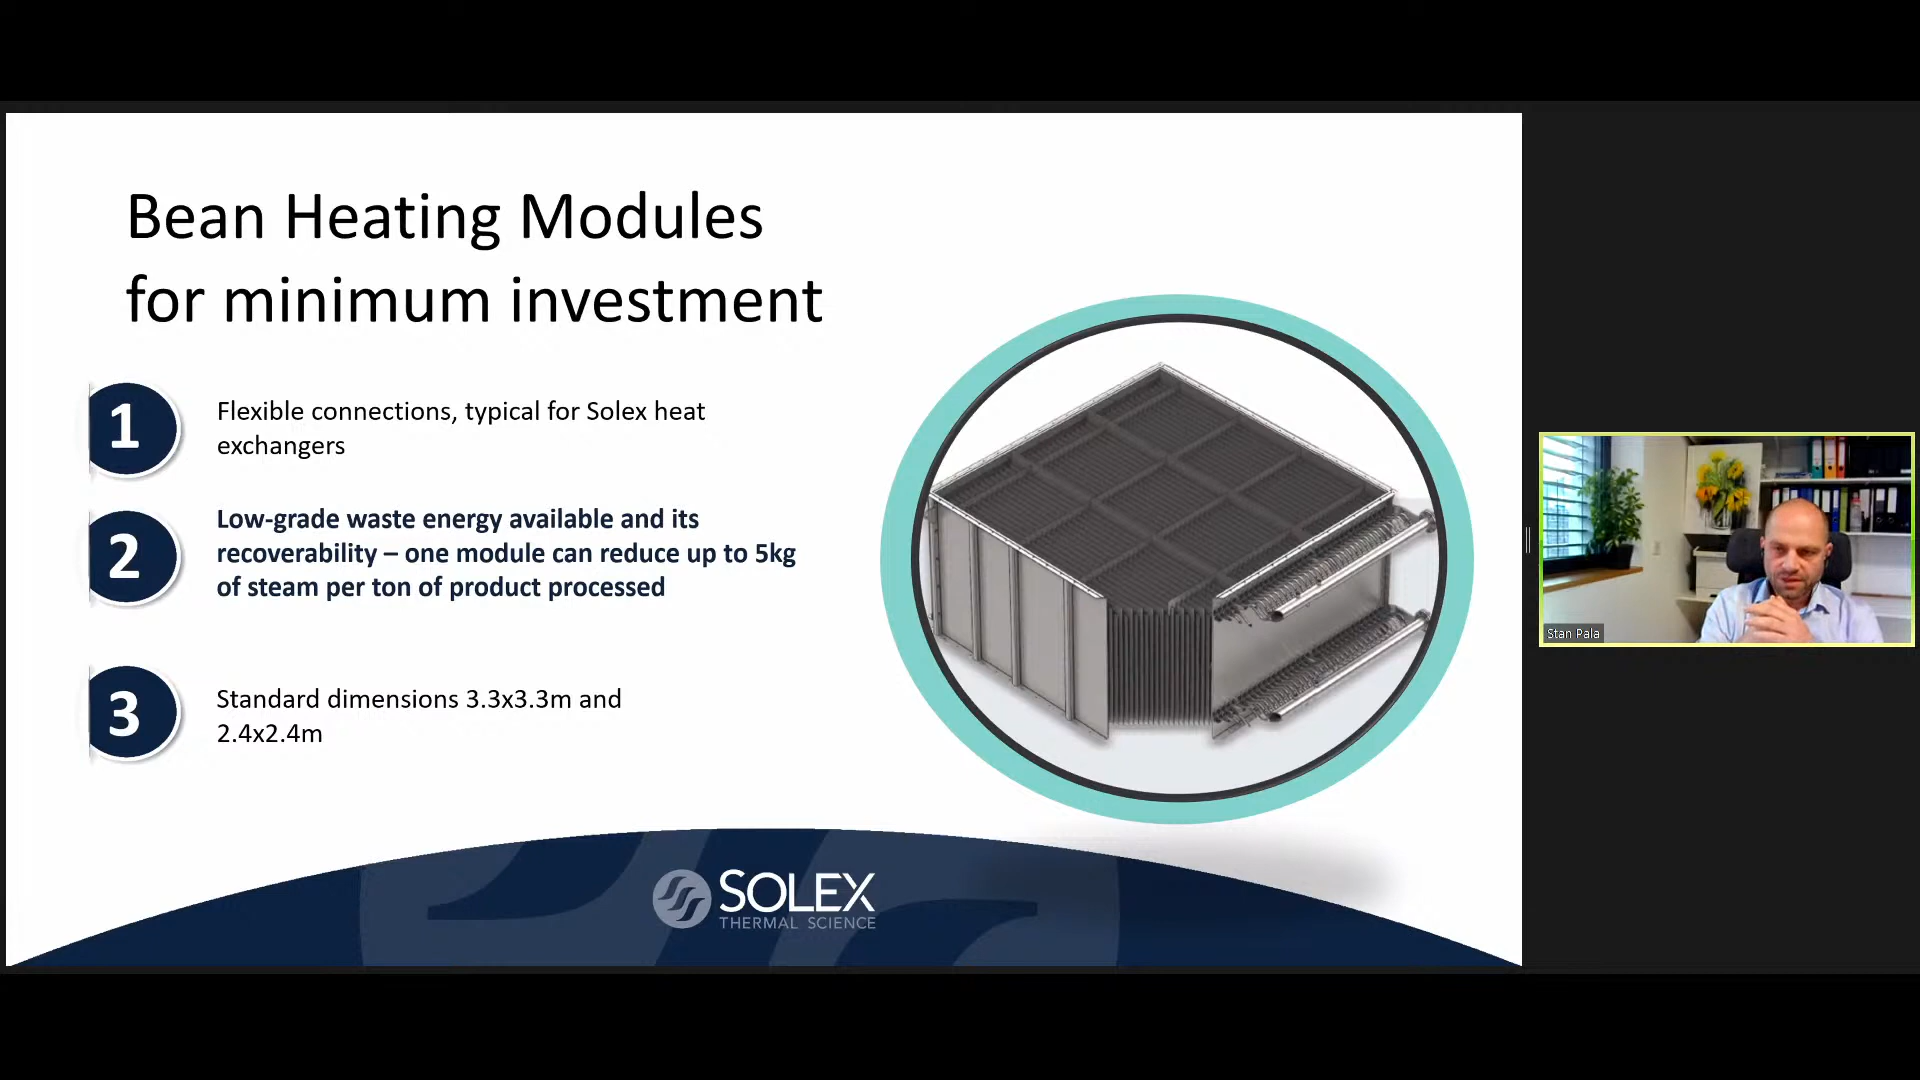 Bean Heating Modules
for minimum investment
1
Flexible connections, typical for Solex heat
exchangers
2
Low-grade waste energy available and its
recoverability – one module can reduce up to 5kg
of steam per ton of product processed
3
Standard dimensions 3.3x3.3m and
2.4x2.4m
SOLEX
THERMAL SCIENCE
Stan Pala